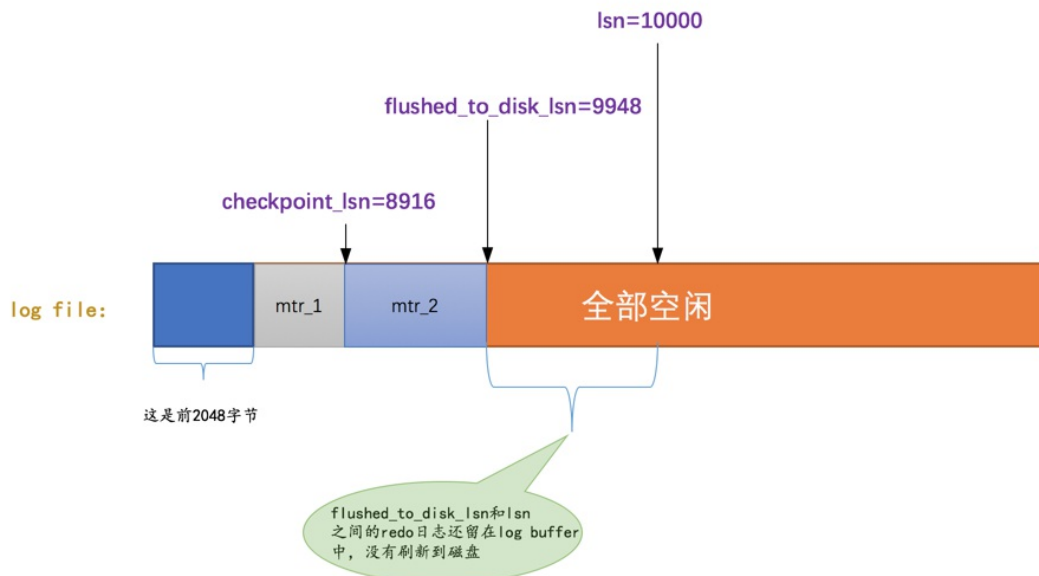 lsn=10000
flushed_to_disk_lsn=9948
checkpoint_lsn=8916
log file:
mtr_1
mtr_2
全部空闲
这是前2048字节
flushed_to_disk_lsn和lsn
之间的redo日志还留在log buffer
中，没有刷新到磁盘